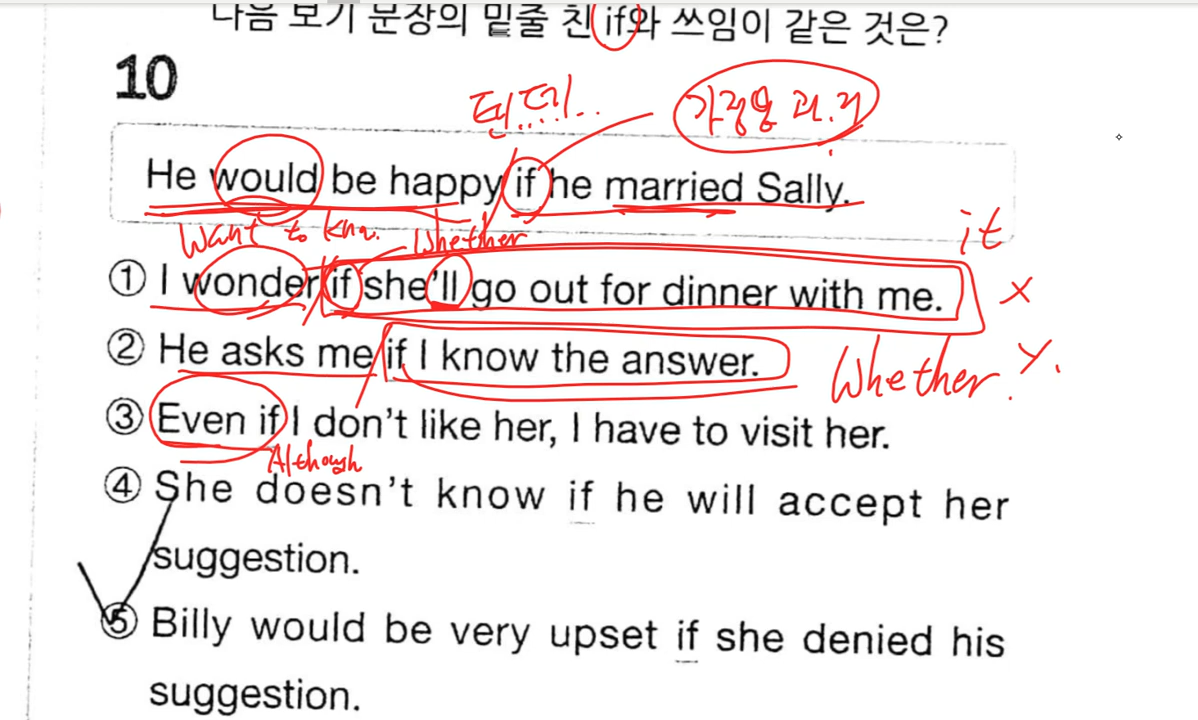 다음 보기 문장의 밑줄 친 if와 쓰임이 같은 것은?
10
텐데!...
가정용 과.거
He would be happy if he married Sally.
it
Want to kno. Whether
① I wonder if she'll go out for dinner with me. X
② He asks me if I know the answer. Whether Y.
③ Even if I don't like her, I have to visit her.
Although
④ She doesn't know if he will accept her
suggestion.
⑤ Billy would be very upset if she denied his
suggestion.